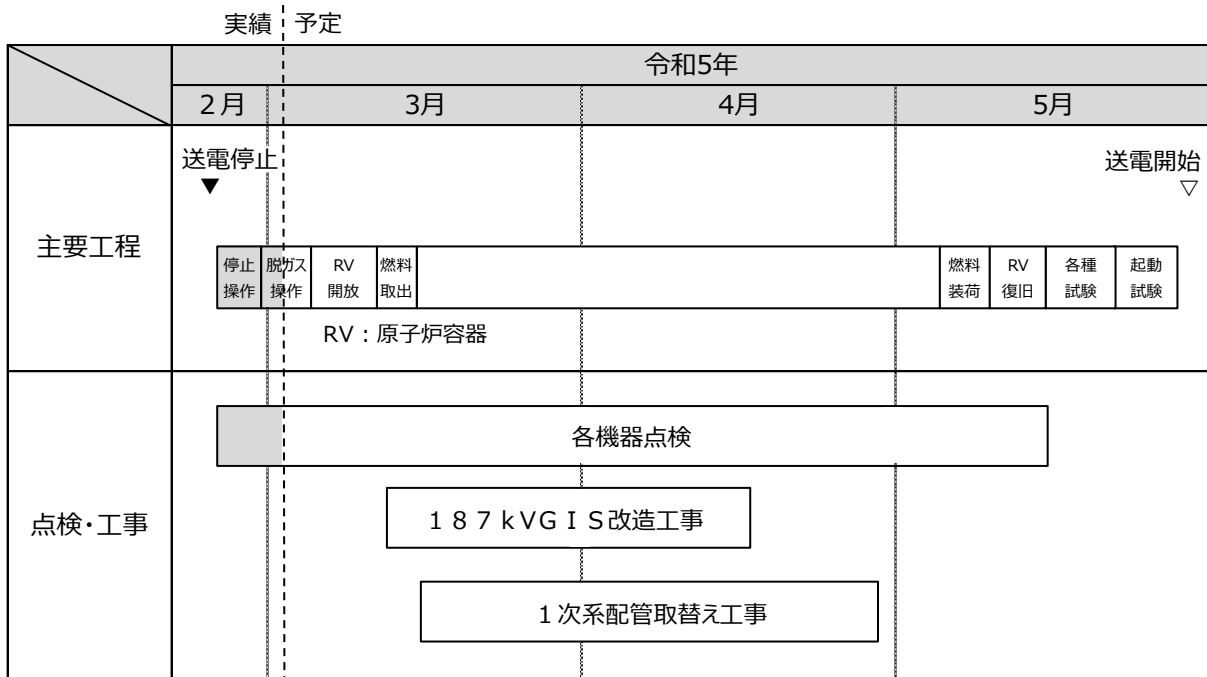 実績 予定
令和5年
２月 3月 4月 5月
送電停止 送電開始
▼ ▽
主要工程
停止 脱ガス RV 燃料 燃料 RV 各種 起動
操作 操作 開放 取出 装荷 復旧 試験 試験
RV：原子炉容器
各機器点検
点検・工事
１８７ｋVGＩS改造工事
１次系配管取替え工事